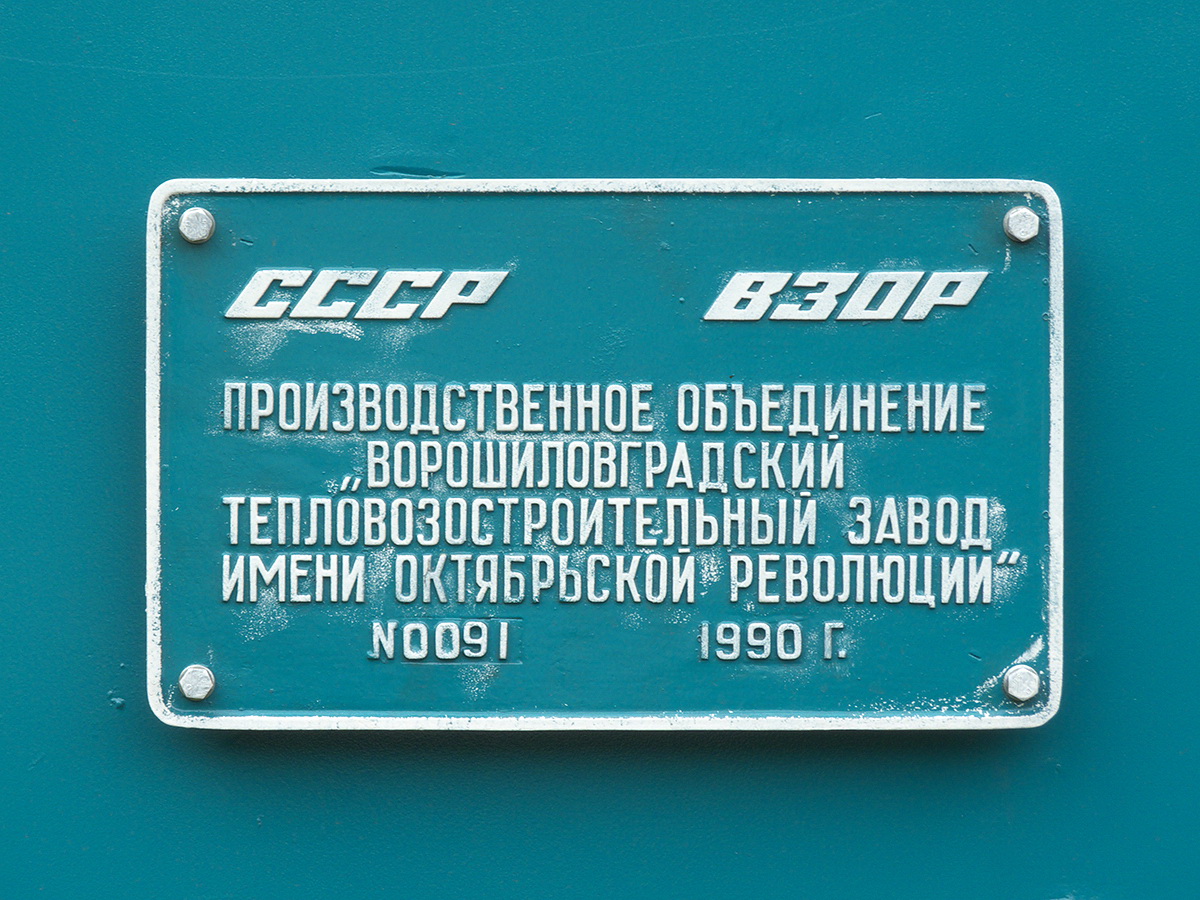 СССР ВЗОР
ПРОИЗВОДСТВЕННОЕ ОБЪЕДИНЕНИЕ
„ВОРОШИЛОВГРАДСКИЙ
ТЕПЛОВОЗОСТРОИТЕЛЬНЫЙ ЗАВОД
ИМЕНИ ОКТЯБРЬСКОЙ РЕВОЛЮЦИИ”
N0091 1990 Г.